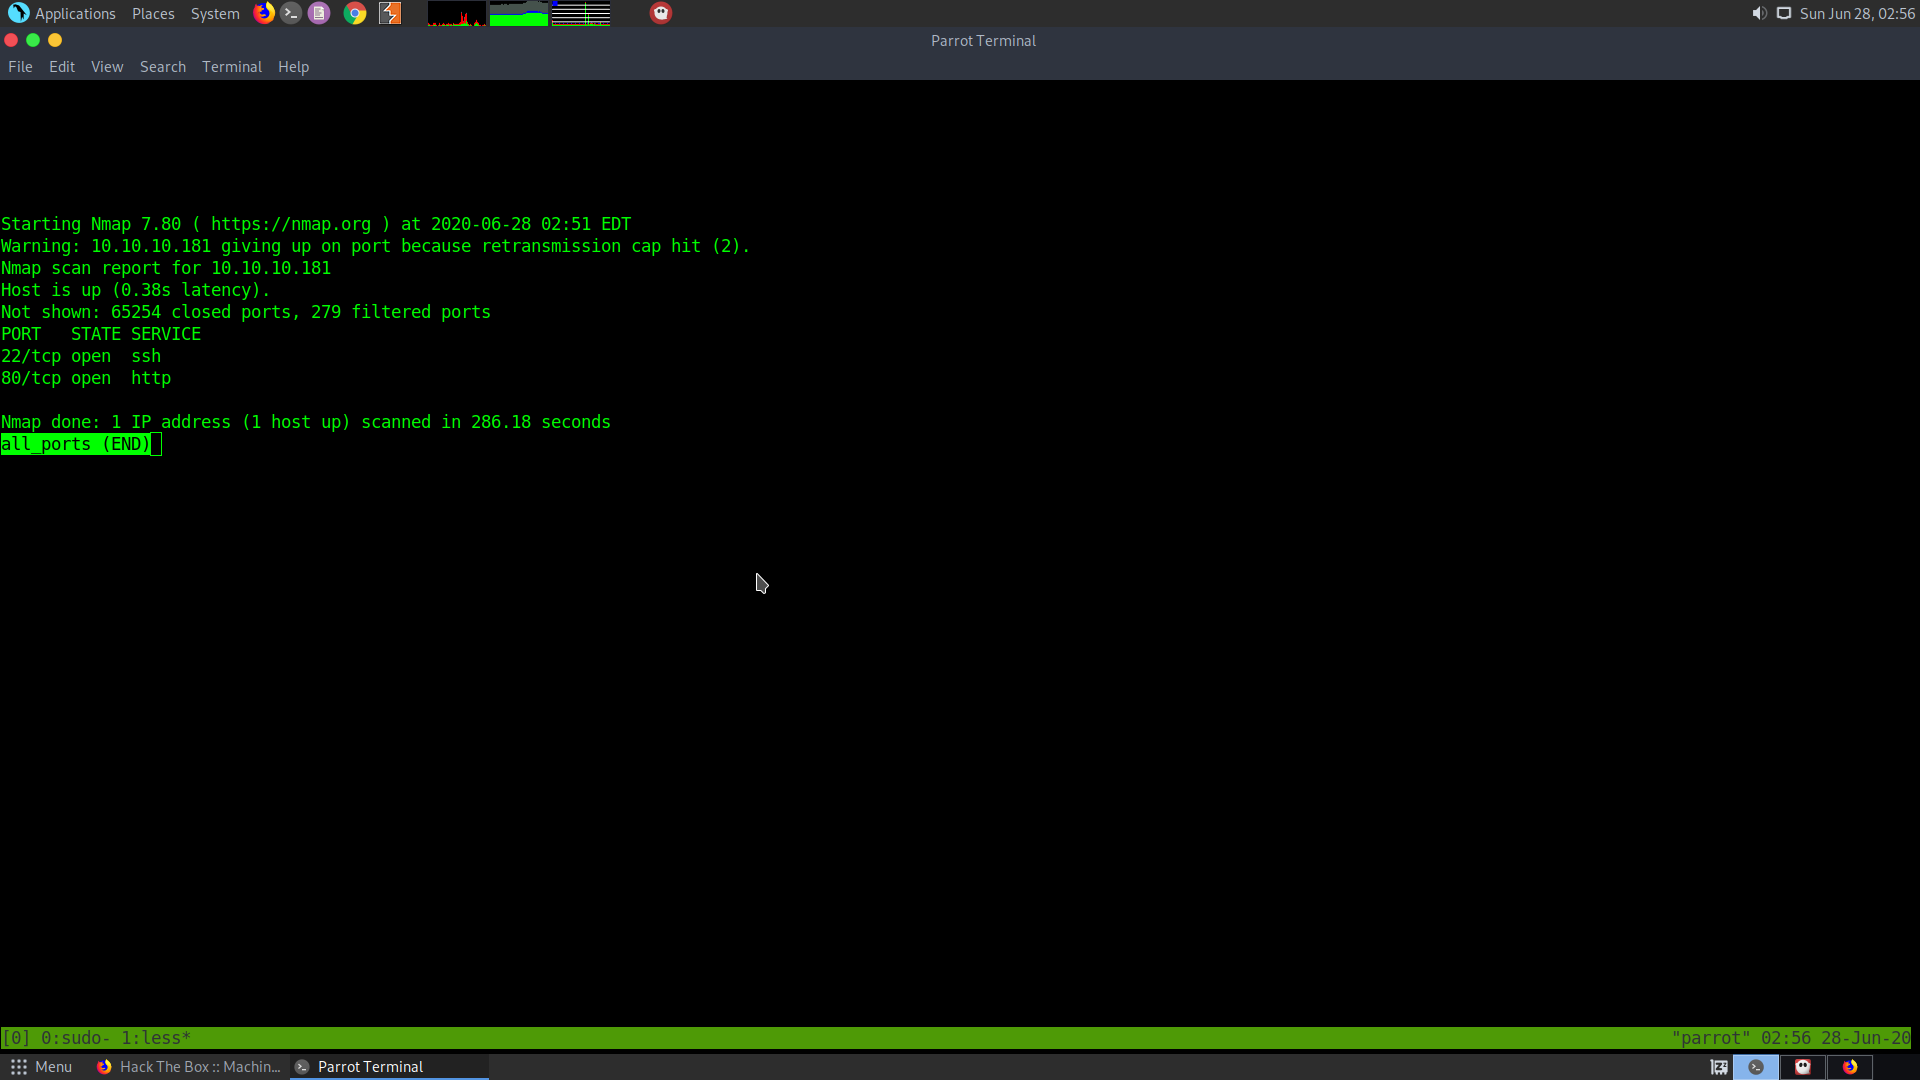 Applications Places System Sun Jun 28, 02:56
Parrot Terminal
File Edit View Search Terminal Help
Starting Nmap 7.80 ( https://nmap.org ) at 2020-06-28 02:51 EDT
Warning: 10.10.10.181 giving up on port because retransmission cap hit (2).
Nmap scan report for 10.10.10.181
Host is up (0.38s latency).
Not shown: 65254 closed ports, 279 filtered ports
PORT   STATE SERVICE
22/tcp open  ssh
80/tcp open  http
Nmap done: 1 IP address (1 host up) scanned in 286.18 seconds
all_ports (END)
[0] 0:sudo- 1:less* "parrot" 02:56 28-Jun-20
Menu Hack The Box :: Machin... Parrot Terminal